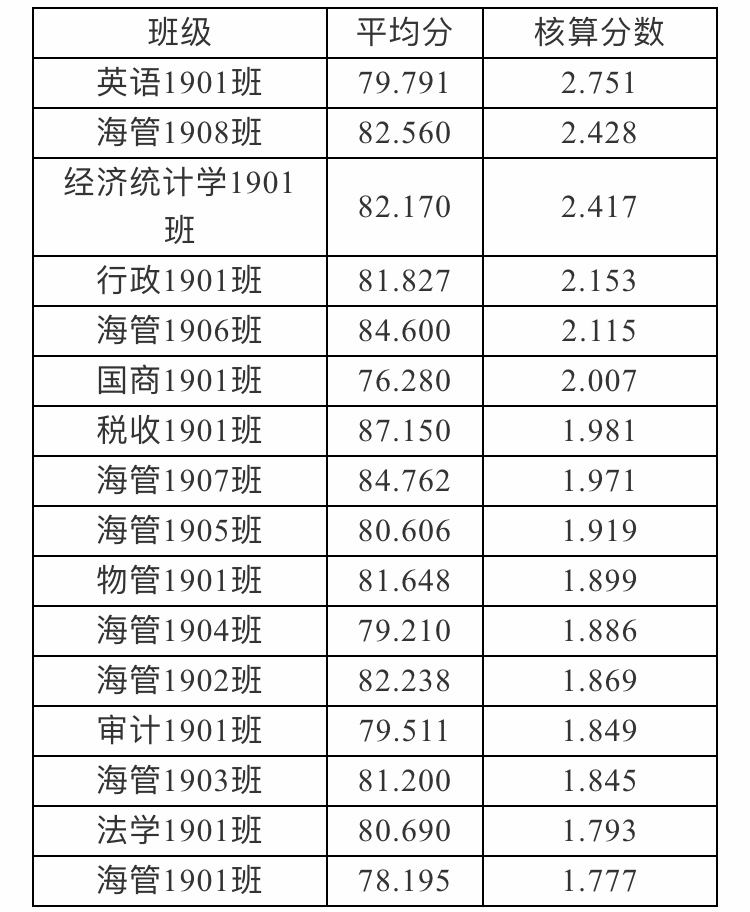 班级 平均分 核算分数
英语1901班 79.791 2.751
海管1908班 82.560 2.428
经济统计学1901
班 82.170 2.417
行政1901班 81.827 2.153
海管1906班 84.600 2.115
国商1901班 76.280 2.007
税收1901班 87.150 1.981
海管1907班 84.762 1.971
海管1905班 80.606 1.919
物管1901班 81.648 1.899
海管1904班 79.210 1.886
海管1902班 82.238 1.869
审计1901班 79.511 1.849
海管1903班 81.200 1.845
法学1901班 80.690 1.793
海管1901班 78.195 1.777